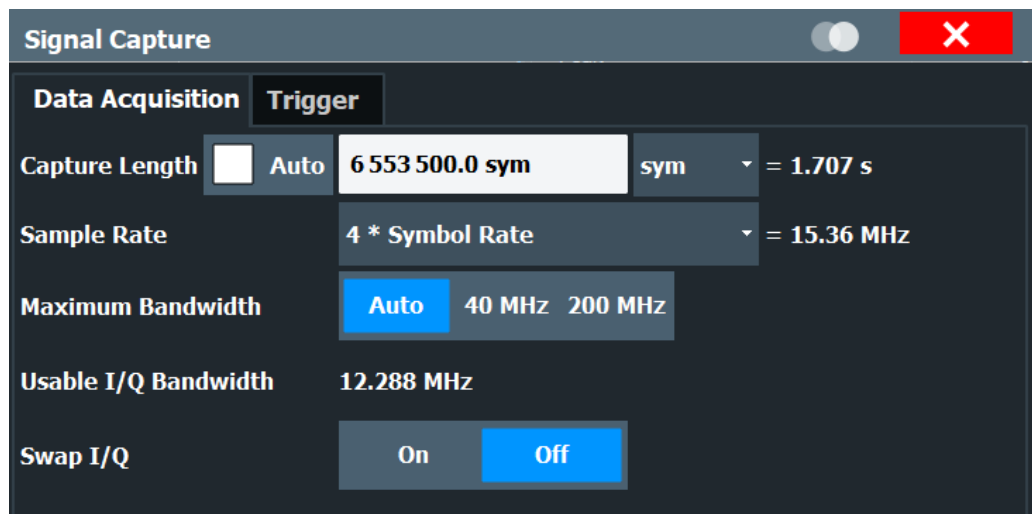 Signal Capture
Data Acquisition Trigger
Capture Length Auto 6 553 500.0 sym sym = 1.707 s
Sample Rate 4 * Symbol Rate = 15.36 MHz
Maximum Bandwidth Auto 40 MHz 200 MHz
Usable I/Q Bandwidth 12.288 MHz
Swap I/Q On Off